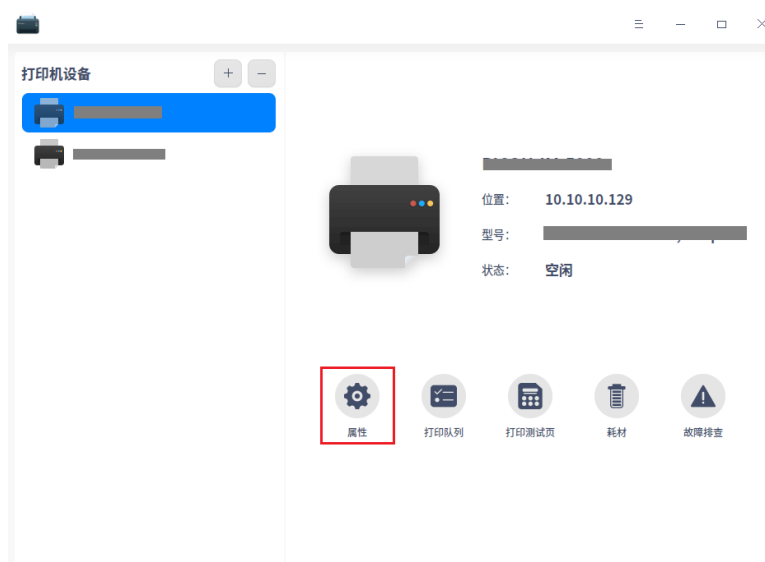 打印机设备
位置： 10.10.10.129
型号：
状态： 空闲
属性 打印队列 打印测试页 耗材 故障排查